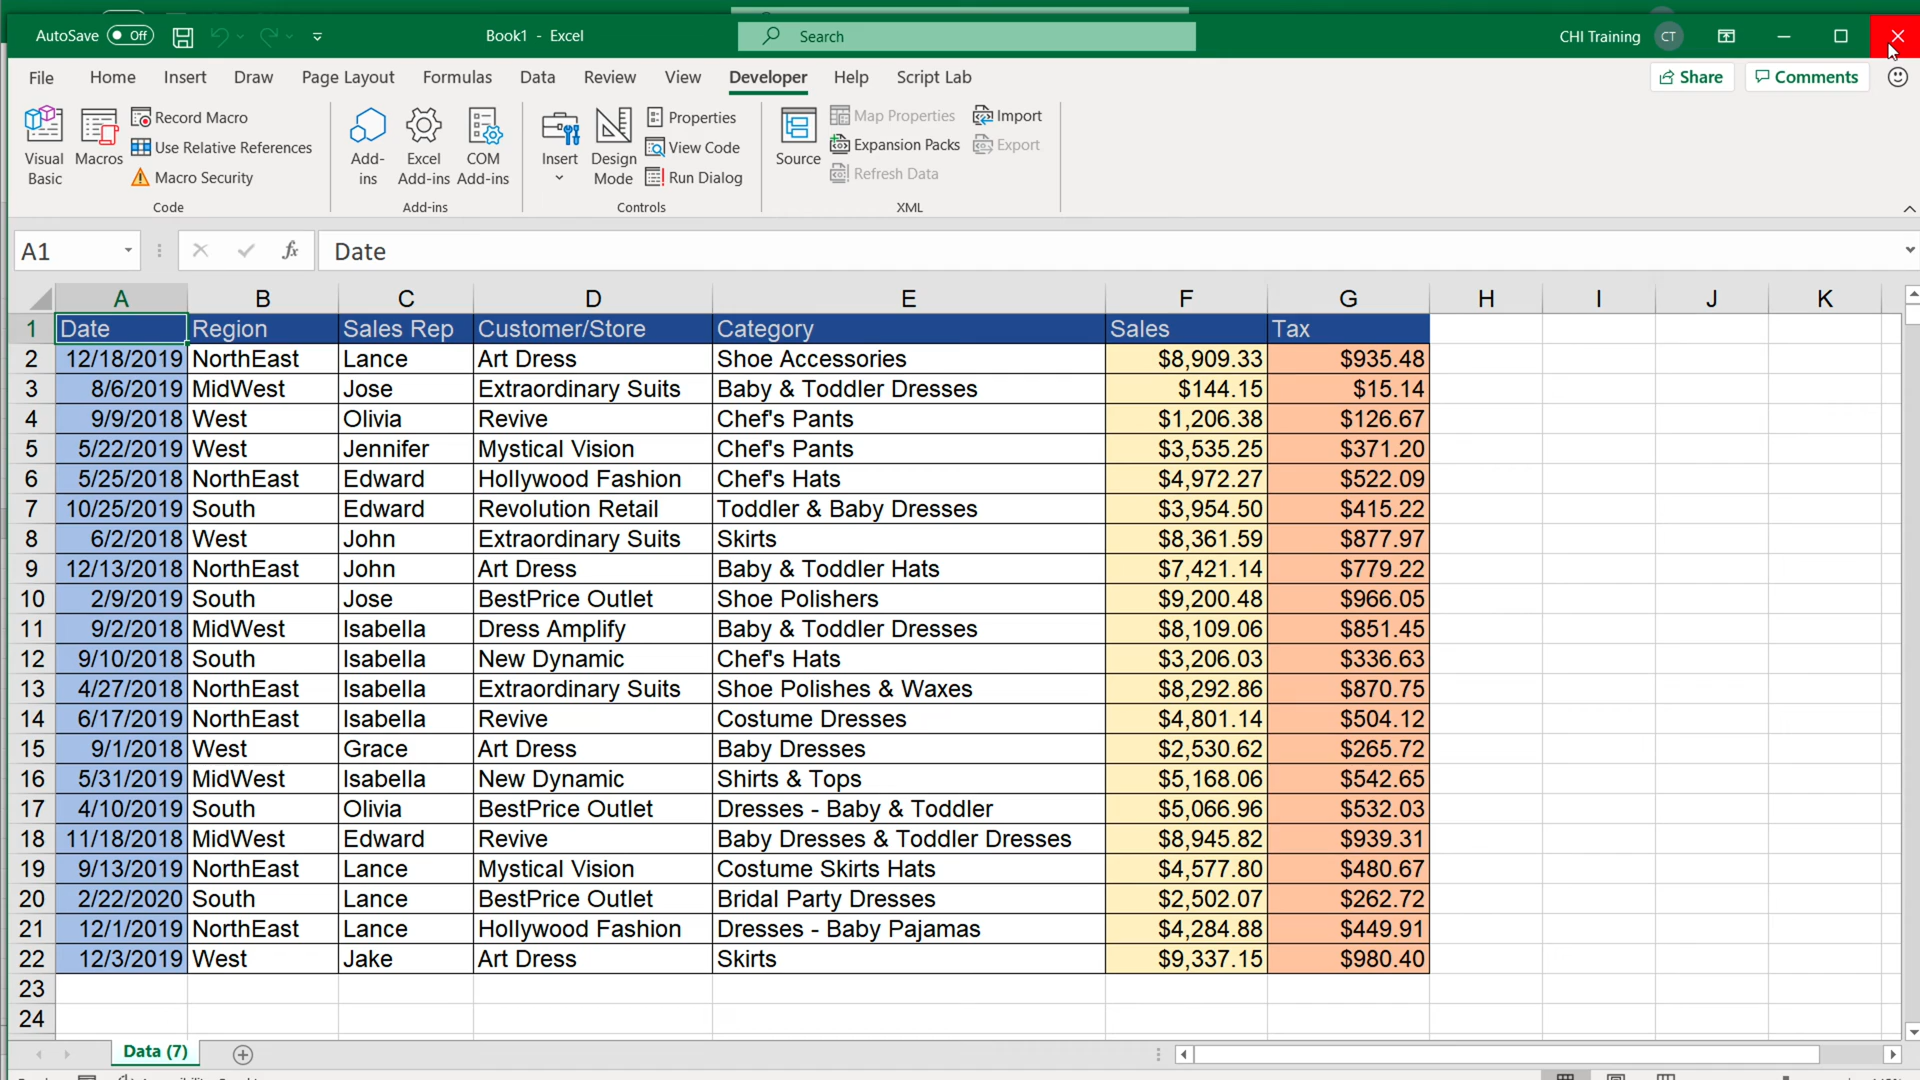 AutoSave Off Book1 - Excel Search CHI Training CT
File Home Insert Draw Page Layout Formulas Data Review View Developer Help Script Lab Share Comments
Visual Basic Macros Record Macro Use Relative References Macro Security
Add-ins Excel Add-ins COM Add-ins
Insert Design Mode Properties View Code Run Dialog
Source Map Properties Expansion Packs Refresh Data Import Export
Code Add-ins Controls XML
A1 fx Date
A B C D E F G H I J K
1 Date Region Sales Rep Customer/Store Category Sales Tax
2 12/18/2019 NorthEast Lance Art Dress Shoe Accessories $8,909.33 $935.48
3 8/6/2019 MidWest Jose Extraordinary Suits Baby & Toddler Dresses $144.15 $15.14
4 9/9/2018 West Olivia Revive Chef's Pants $1,206.38 $126.67
5 5/22/2019 West Jennifer Mystical Vision Chef's Pants $3,535.25 $371.20
6 5/25/2018 NorthEast Edward Hollywood Fashion Chef's Hats $4,972.27 $522.09
7 10/25/2019 South Edward Revolution Retail Toddler & Baby Dresses $3,954.50 $415.22
8 6/2/2018 West John Extraordinary Suits Skirts $8,361.59 $877.97
9 12/13/2018 NorthEast John Art Dress Baby & Toddler Hats $7,421.14 $779.22
10 2/9/2019 South Jose BestPrice Outlet Shoe Polishers $9,200.48 $966.05
11 9/2/2018 MidWest Isabella Dress Amplify Baby & Toddler Dresses $8,109.06 $851.45
12 9/10/2018 South Isabella New Dynamic Chef's Hats $3,206.03 $336.63
13 4/27/2018 NorthEast Isabella Extraordinary Suits Shoe Polishes & Waxes $8,292.86 $870.75
14 6/17/2019 NorthEast Isabella Revive Costume Dresses $4,801.14 $504.12
15 9/1/2018 West Grace Art Dress Baby Dresses $2,530.62 $265.72
16 5/31/2019 MidWest Isabella New Dynamic Shirts & Tops $5,168.06 $542.65
17 4/10/2019 South Olivia BestPrice Outlet Dresses - Baby & Toddler $5,066.96 $532.03
18 11/18/2018 MidWest Edward Revive Baby Dresses & Toddler Dresses $8,945.82 $939.31
19 9/13/2019 NorthEast Lance Mystical Vision Costume Skirts Hats $4,577.80 $480.67
20 2/22/2020 South Lance BestPrice Outlet Bridal Party Dresses $2,502.07 $262.72
21 12/1/2019 NorthEast Lance Hollywood Fashion Dresses - Baby Pajamas $4,284.88 $449.91
22 12/3/2019 West Jake Art Dress Skirts $9,337.15 $980.40
23
24
Data (7)